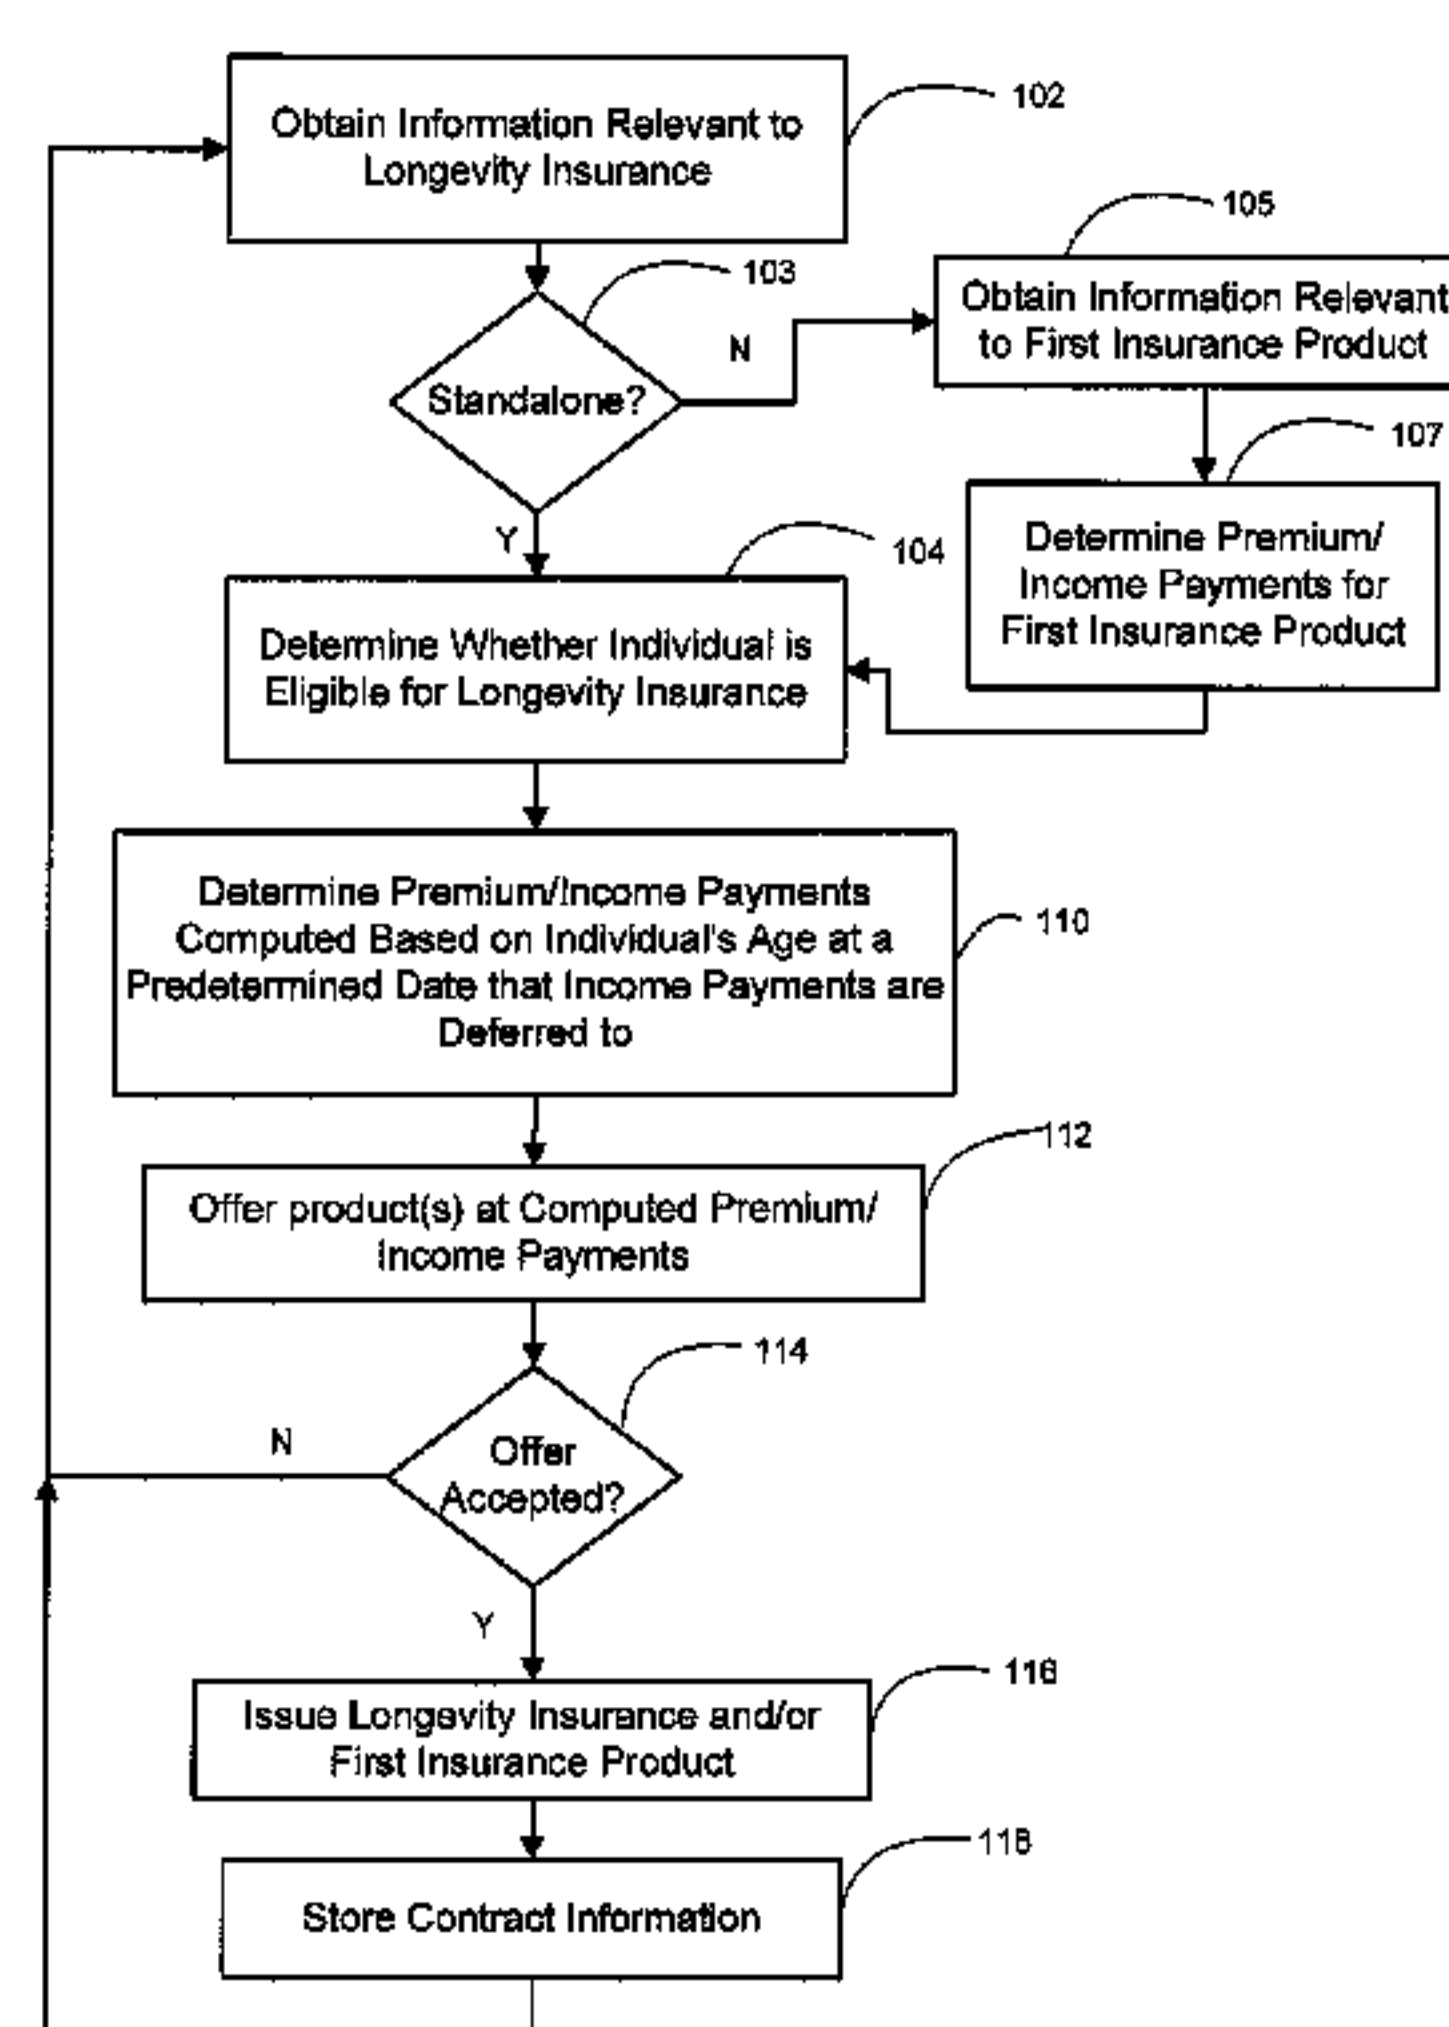 Obtain Information Relevant to
Longevity Insurance
102
103
Standalone?
N
Y
105
Obtain Information Relevant
to First Insurance Product
107
Determine Premium/
Income Payments for
First Insurance Product
104
Determine Whether Individual is
Eligible for Longevity Insurance
Determine Premium/Income Payments
Computed Based on Individual's Age at a
Predetermined Date that Income Payments are
Deferred to
110
112
Offer product(s) at Computed Premium/
Income Payments
114
Offer
Accepted?
N
Y
116
Issue Longevity Insurance and/or
First Insurance Product
118
Store Contract Information